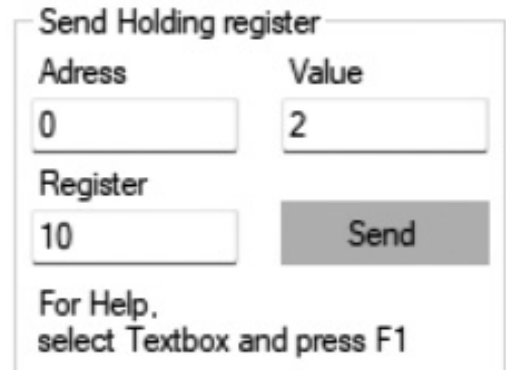 Send Holding register
Adress Value
0 2
Register
10 Send
For Help,
select Textbox and press F1